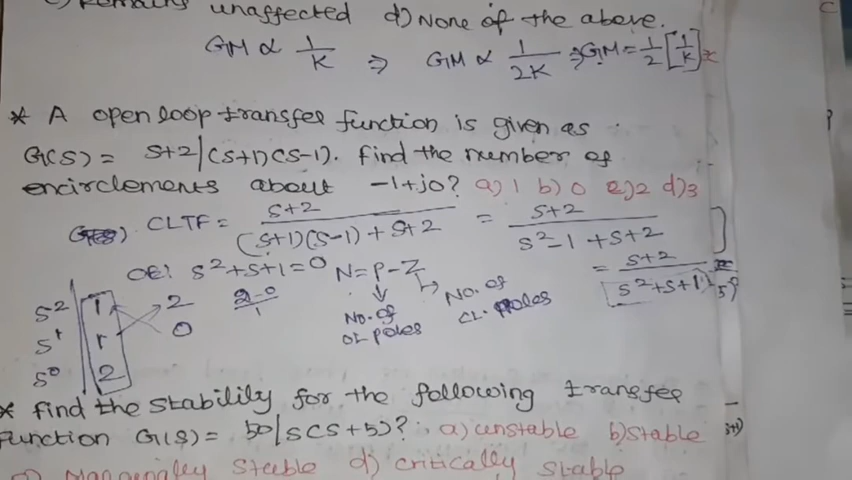 unaffected d) None of the above.
GM ∝ 1/K ⇒ GM ∝ 1/2K ⇒ GM = 1/2 [1/K]
* A open loop transfer function is given as
G(s) = s+2|(s+1)(s-1). find the number of
encirclements about -1+j0? a) 1 b) 0 c) 2 d) 3
CLTF = s+2/(s+1)(s-1)+s+2 = s+2/s²-1+s+2
CE: s²+s+1=0 N=P-Z = s+2/s²+s+1
s² 1 2
s¹ 1 0
s⁰ 2
No. of
OL poles
No. of
CL. poles
* find the stability for the following transfer
function G(s) = 50|s(s+5)? a) unstable b) stable
stable d) critically stable